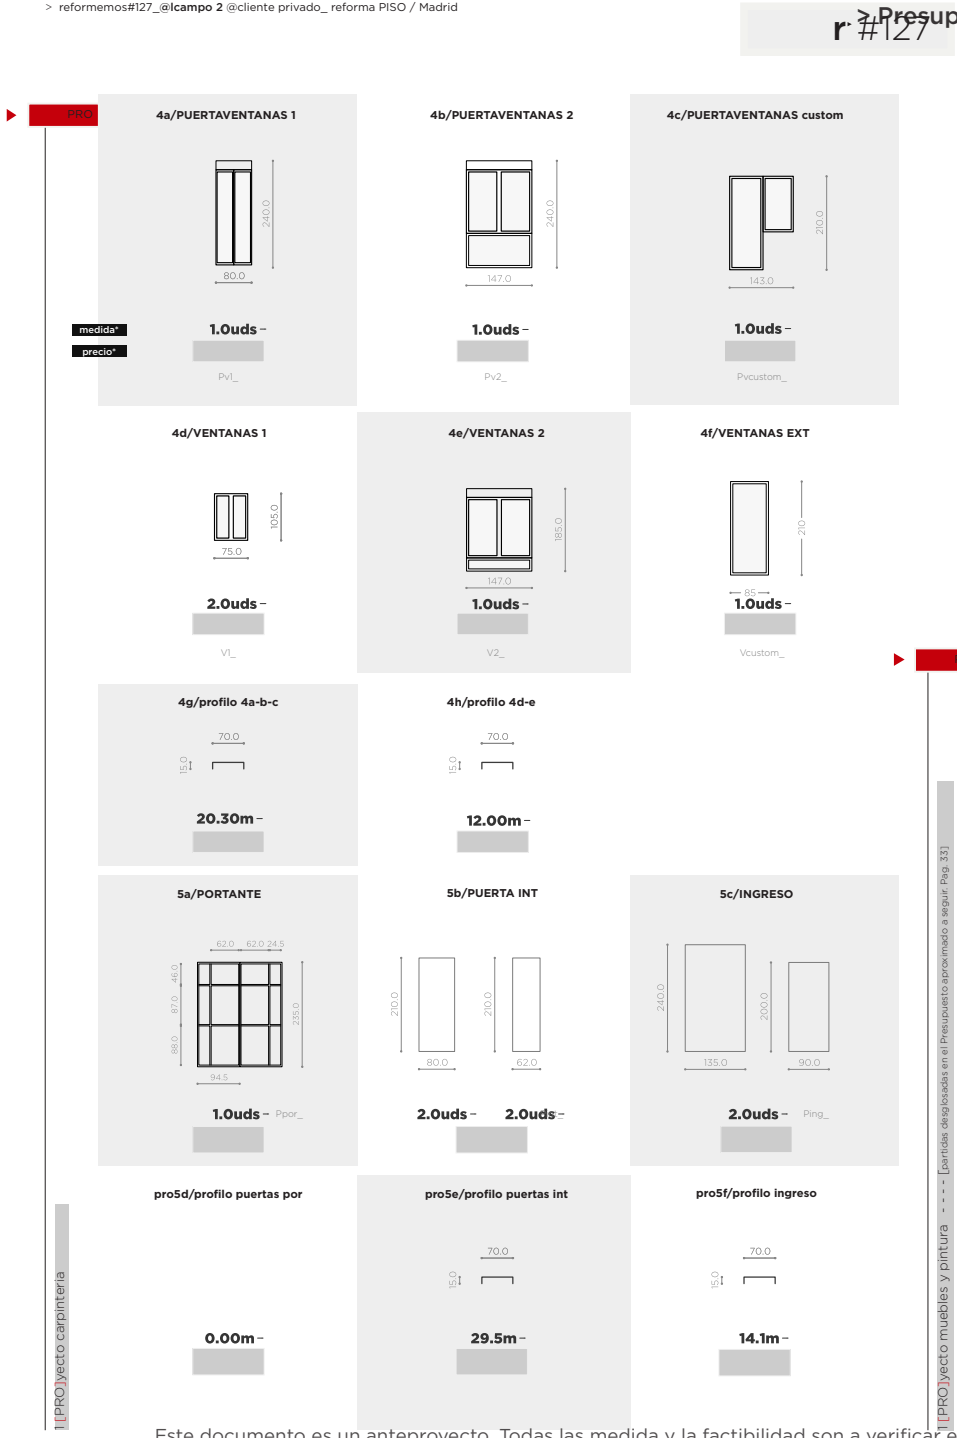 > reformemos#127_@lcampo 2 @cliente privado_ reforma PISO / Madrid
> Presup
r #127
PRO
4a/PUERTAVENTANAS 1
4b/PUERTAVENTANAS 2
4c/PUERTAVENTANAS custom
240.0
80.0
240.0
147.0
210.0
143.0
medida*
1.0uds –
1.0uds –
1.0uds –
precio*
Pv1_
Pv2_
Pvcustom_
4d/VENTANAS 1
4e/VENTANAS 2
4f/VENTANAS EXT
105.0
75.0
185.0
147.0
210
85
2.0uds –
1.0uds –
1.0uds –
V1_
V2_
Vcustom_
4g/profilo 4a-b-c
4h/profilo 4d-e
70.0
15.0
70.0
15.0
20.30m –
12.00m –
5a/PORTANTE
5b/PUERTA INT
5c/INGRESO
62.0 62.0 24.5
46.0
87.0
88.0
235.0
94.5
210.0
80.0
210.0
62.0
240.0
135.0
200.0
90.0
1.0uds – Ppor_
2.0uds – 2.0uds –
2.0uds – Ping_
pro5d/profilo puertas por
pro5e/profilo puertas int
pro5f/profilo ingreso
70.0
15.0
70.0
15.0
0.00m –
29.5m –
14.1m –
1 [PRO]yecto carpinteria
1 [PRO]yecto muebles y pintura - - - - [partidas desglosadas en el Presupuesto aproximado a seguir. Pag. 33]
Este documento es un anteproyecto. Todas las medida y la factibilidad son a verificar e